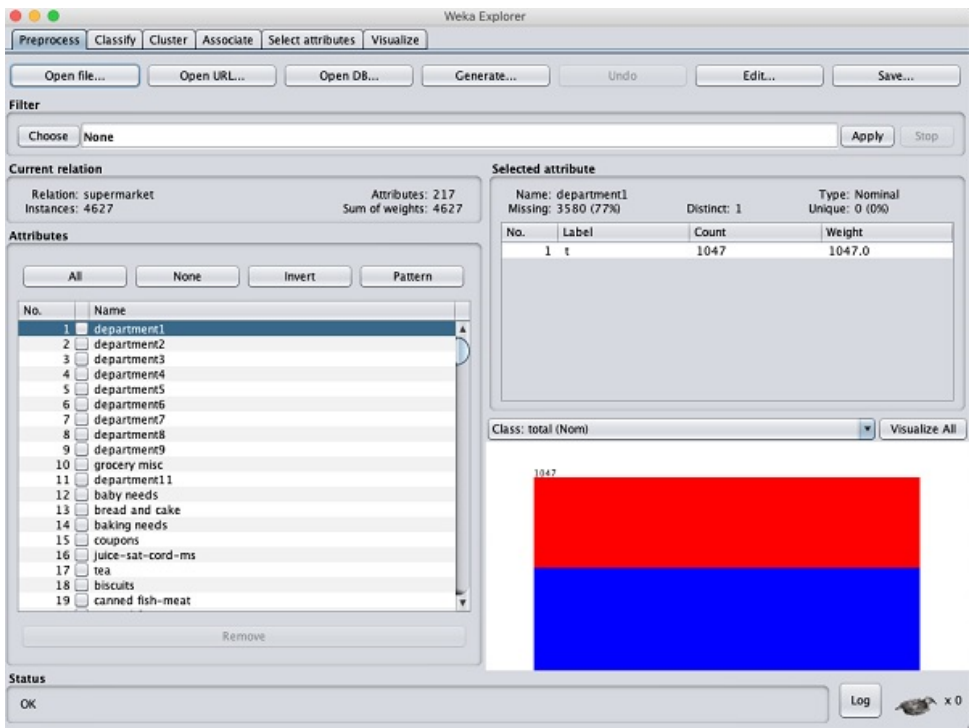 Weka Explorer
Preprocess Classify Cluster Associate Select attributes Visualize
Open file... Open URL... Open DB... Generate... Undo Edit... Save...
Filter
Choose None Apply Stop
Current relation
Relation: supermarket Attributes: 217
Instances: 4627 Sum of weights: 4627
Attributes
All None Invert Pattern
No. Name
1 department1
2 department2
3 department3
4 department4
5 department5
6 department6
7 department7
8 department8
9 department9
10 grocery misc
11 department11
12 baby needs
13 bread and cake
14 baking needs
15 coupons
16 juice-sat-cord-ms
17 tea
18 biscuits
19 canned fish-meat
Remove
Selected attribute
Name: department1 Type: Nominal
Missing: 3580 (77%) Distinct: 1 Unique: 0 (0%)
No. Label Count Weight
1 t 1047 1047.0
Class: total (Nom) Visualize All
1047
Status
OK Log x 0